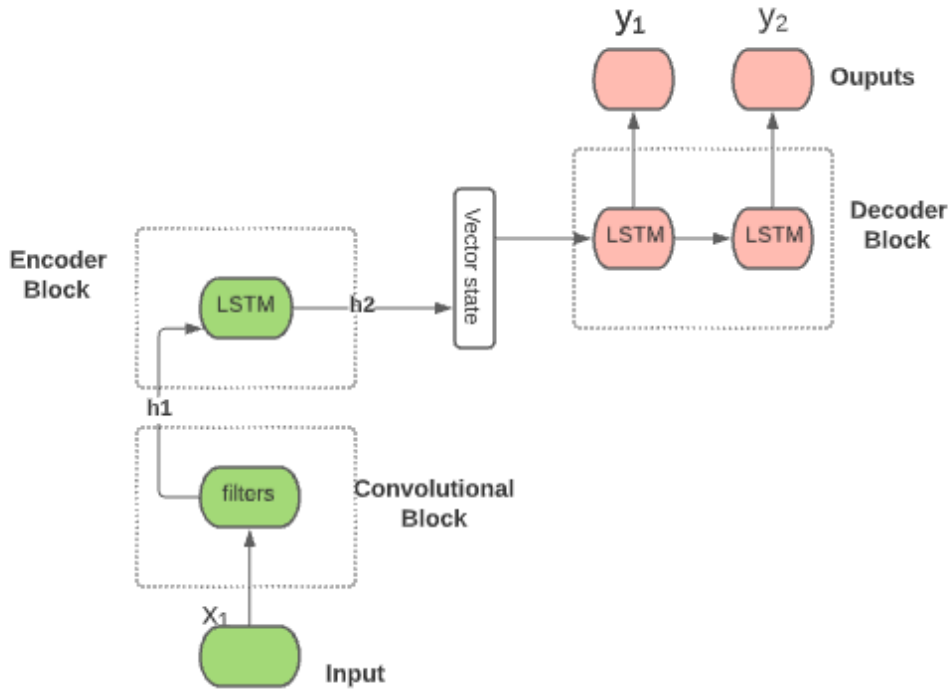 y₁
y₂
Ouputs
LSTM
LSTM
Decoder
Block
Vector state
Encoder
Block
LSTM
h2
h1
filters
Convolutional
Block
X₁
Input